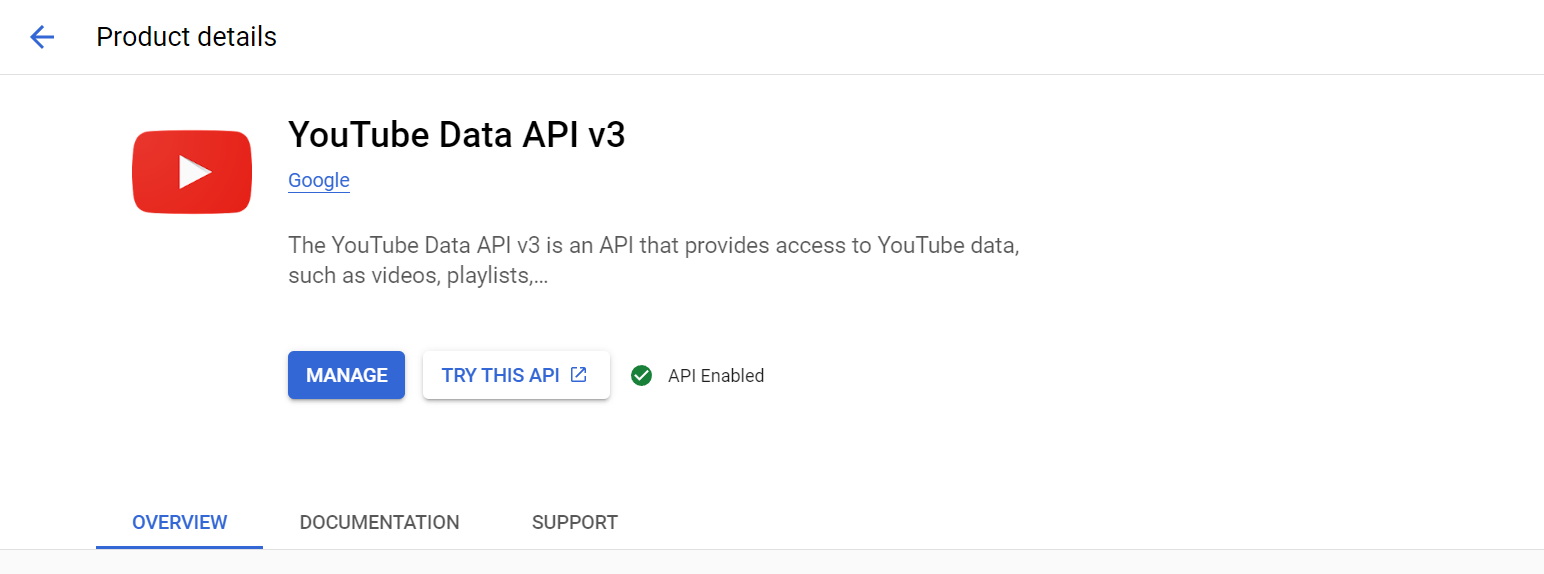 Product details
YouTube Data API v3
Google
The YouTube Data API v3 is an API that provides access to YouTube data,
such as videos, playlists,...
MANAGE
TRY THIS API
API Enabled
OVERVIEW
DOCUMENTATION
SUPPORT